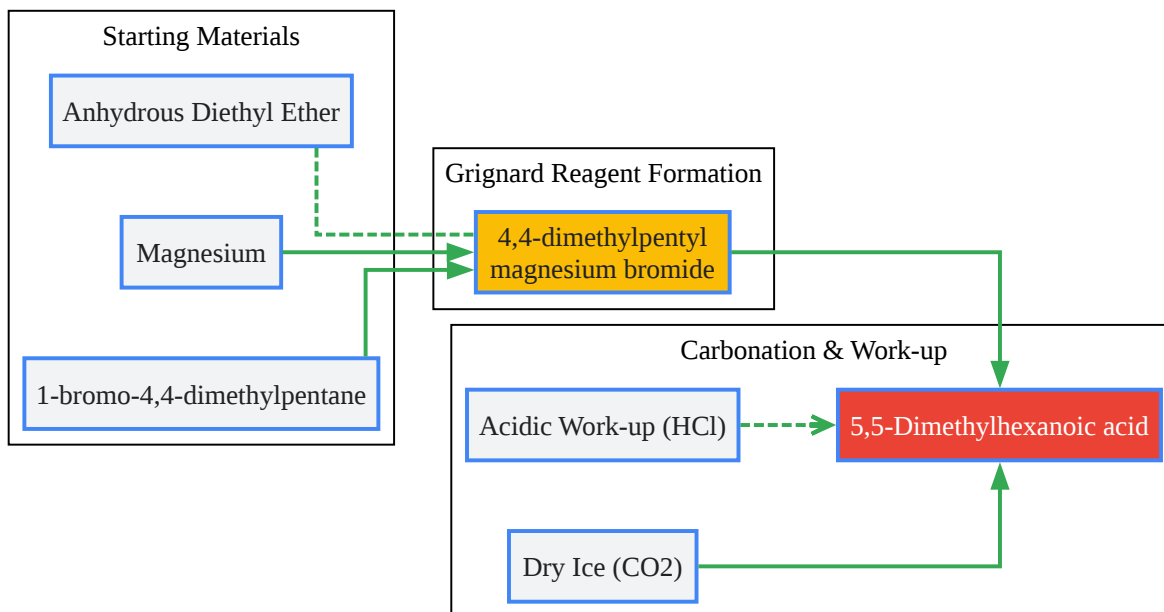 Starting Materials
Anhydrous Diethyl Ether
Magnesium
1-bromo-4,4-dimethylpentane
Grignard Reagent Formation
4,4-dimethylpentyl
magnesium bromide
Carbonation & Work-up
Acidic Work-up (HCl)
5,5-Dimethylhexanoic acid
Dry Ice (CO2)